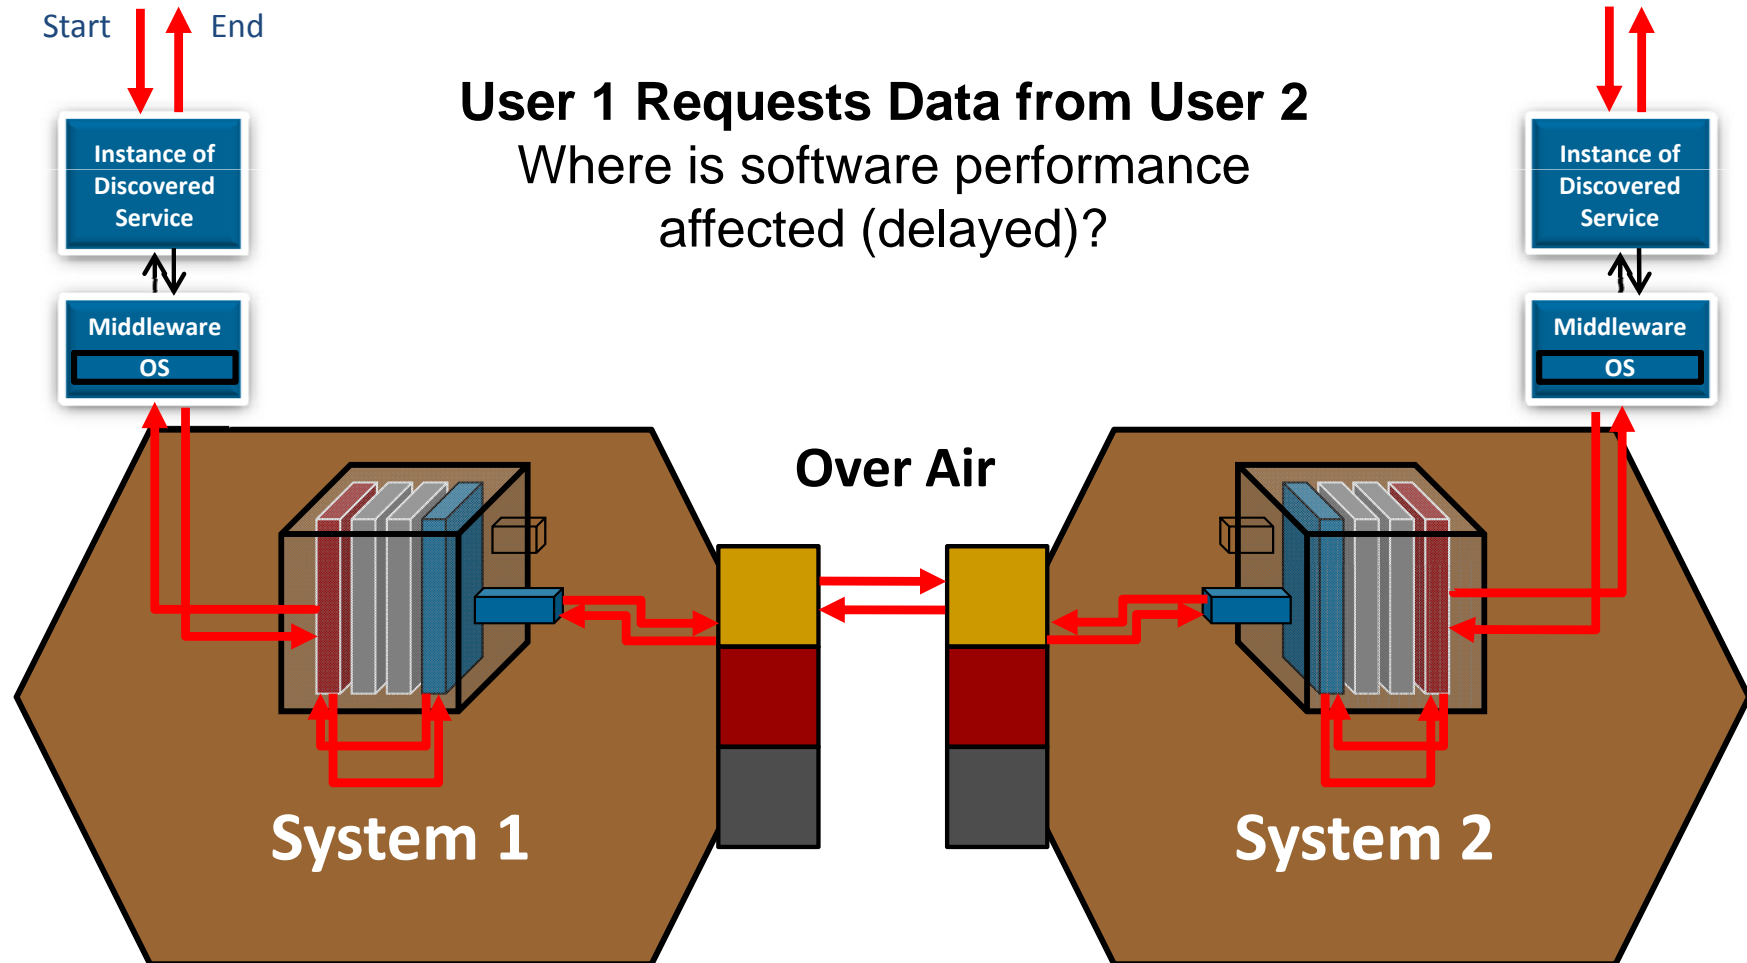 Start
End
User 1 Requests Data from User 2
Where is software performance
affected (delayed)?
Instance of
Discovered
Service
Instance of
Discovered
Service
Middleware
OS
Middleware
OS
Over Air
System 1
System 2